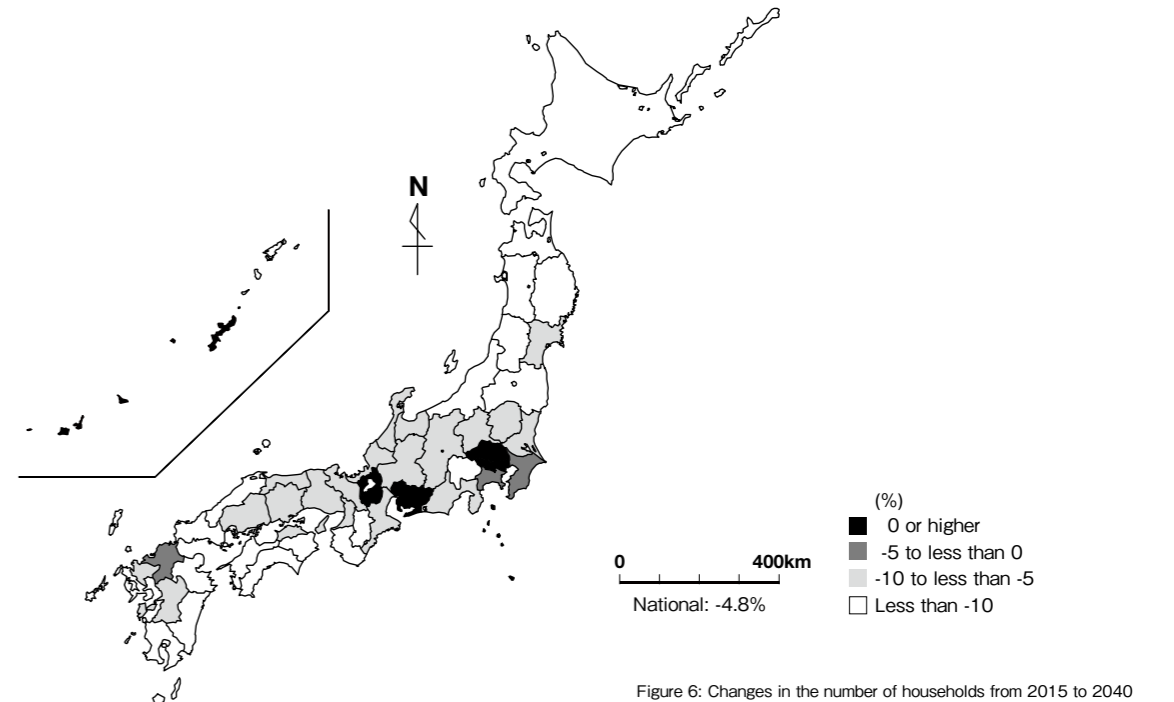 N
(%)
0 or higher
-5 to less than 0
-10 to less than -5
Less than -10
0 400km
National: -4.8%
Figure 6: Changes in the number of households from 2015 to 2040